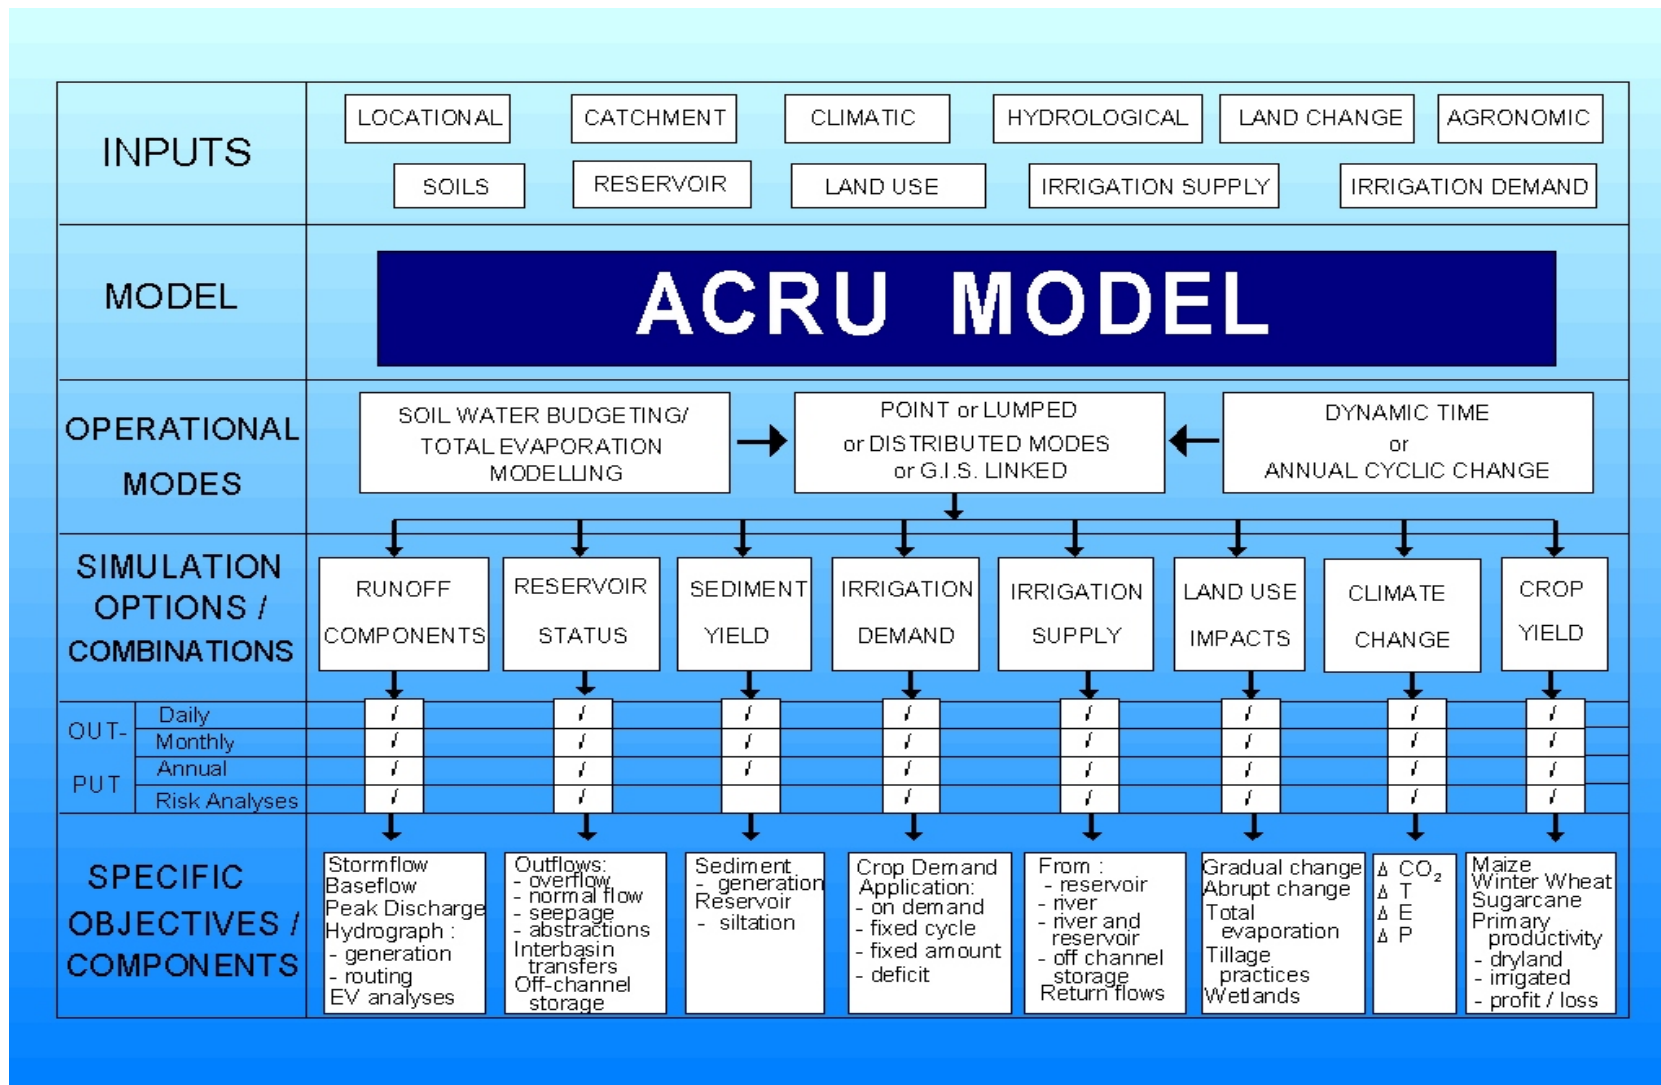 INPUTS
LOCATIONAL
CATCHMENT
CLIMATIC
HYDROLOGICAL
LAND CHANGE
AGRONOMIC
SOILS
RESERVOIR
LAND USE
IRRIGATION SUPPLY
IRRIGATION DEMAND
MODEL
ACRU MODEL
OPERATIONAL
MODES
SOIL WATER BUDGETING/
TOTAL EVAPORATION
MODELLING
POINT or LUMPED
or DISTRIBUTED MODES
or G.I.S. LINKED
DYNAMIC TIME
or
ANNUAL CYCLIC CHANGE
SIMULATION
OPTIONS /
COMBINATIONS
RUNOFF
COMPONENTS
RESERVOIR
STATUS
SEDIMENT
YIELD
IRRIGATION
DEMAND
IRRIGATION
SUPPLY
LAND USE
IMPACTS
CLIMATE
CHANGE
CROP
YIELD
OUT-
PUT
Daily
Monthly
Annual
Risk Analyses
SPECIFIC
OBJECTIVES /
COMPONENTS
Stormflow
Baseflow
Peak Discharge
Hydrograph :
- generation
- routing
EV analyses
Outflows:
- overflow
- normal flow
- seepage
- abstractions
Interbasin
transfers
Off-channel
storage
Sediment
- generation
Reservoir
- siltation
Crop Demand
Application:
- on demand
- fixed cycle
- fixed amount
- deficit
From :
- reservoir
- river
- river and
reservoir
- off channel
storage
Return flows
Gradual change
Abrupt change
Total
evaporation
Tillage
practices
Wetlands
Δ CO₂
Δ T
Δ E
Δ P
Maize
Winter Wheat
Sugarcane
Primary
productivity
- dryland
- irrigated
- profit / loss